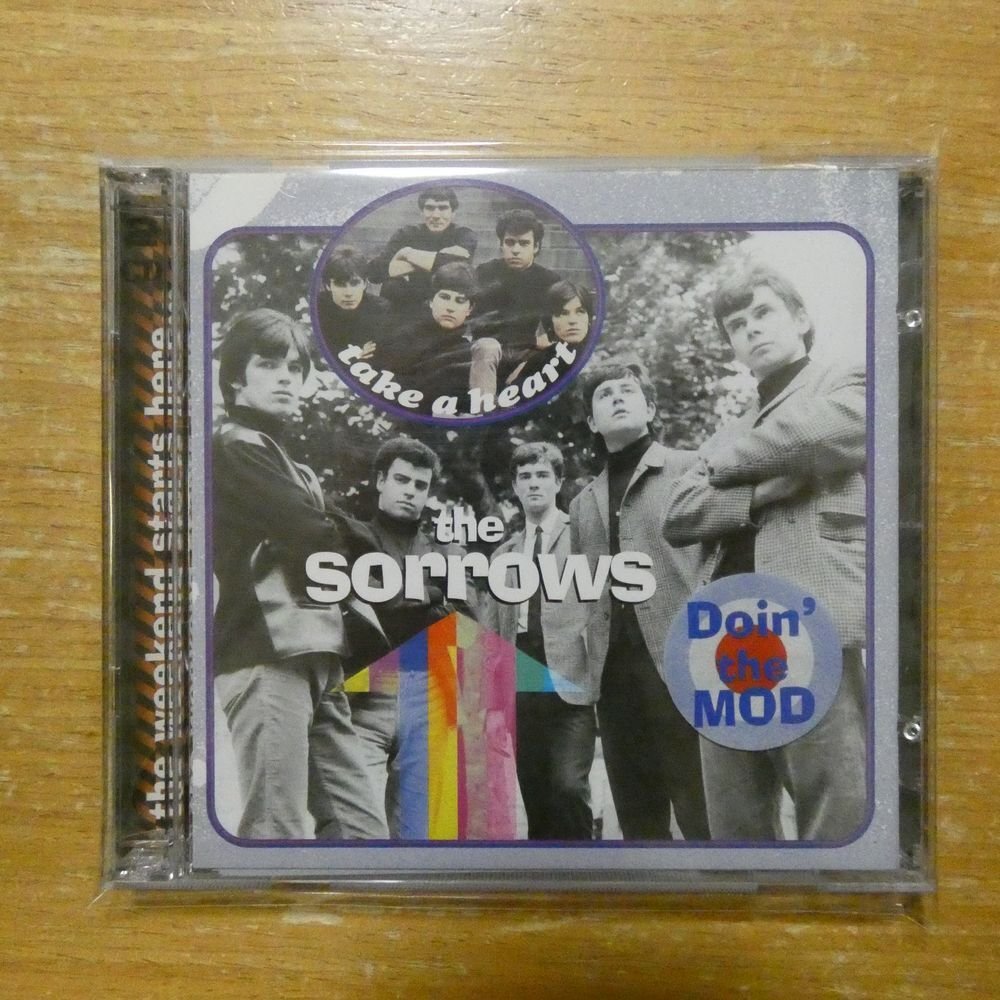 the weekend starts here
take a heart
the
sorrows
Doin'
the
MOD